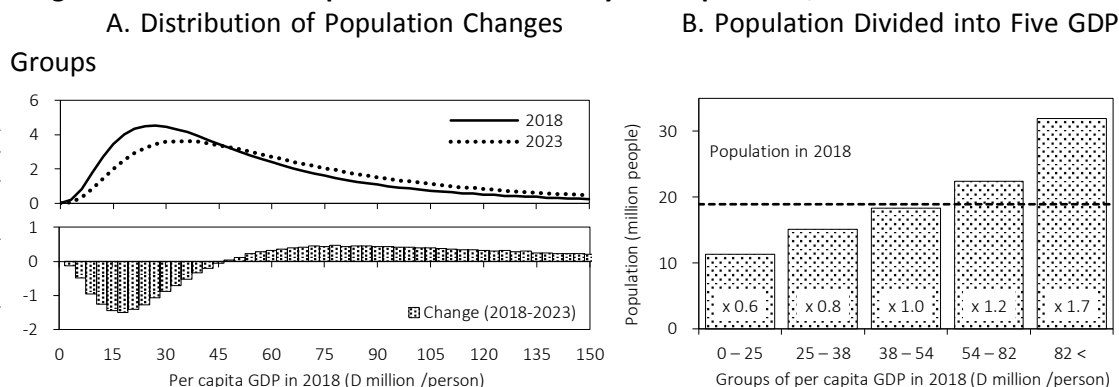 A. Distribution of Population Changes
B. Population Divided into Five GDP
Groups
6
4
2
0
2018
2023
1
0
-1
-2
Change (2018-2023)
0 15 30 45 60 75 90 105 120 135 150
Per capita GDP in 2018 (D million /person)
Population (million people)
30
20
10
0
Population in 2018
x 0.6 x 0.8 x 1.0 x 1.2 x 1.7
0 – 25 25 – 38 38 – 54 54 – 82 82 <
Groups of per capita GDP in 2018 (D million /person)